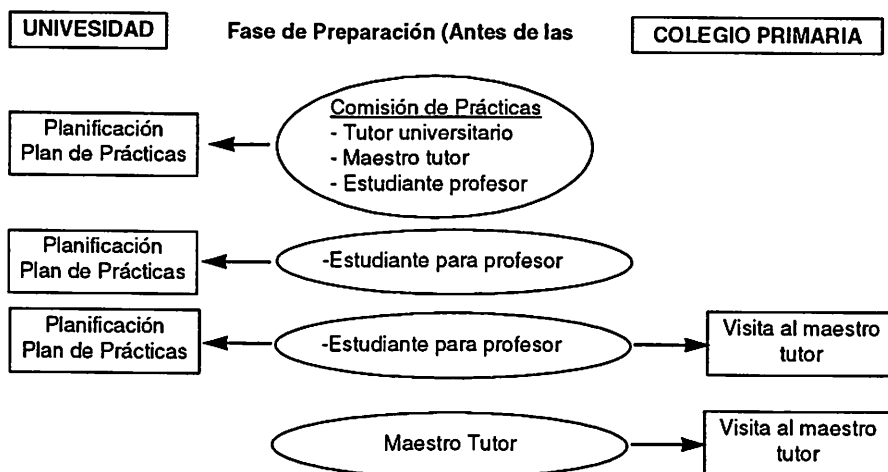 UNIVESIDAD
Fase de Preparación (Antes de las
COLEGIO PRIMARIA
Planificación
Plan de Prácticas
Comisión de Prácticas
- Tutor universitario
- Maestro tutor
- Estudiante profesor
Planificación
Plan de Prácticas
-Estudiante para profesor
Planificación
Plan de Prácticas
-Estudiante para profesor
Visita al maestro
tutor
Maestro Tutor
Visita al maestro
tutor